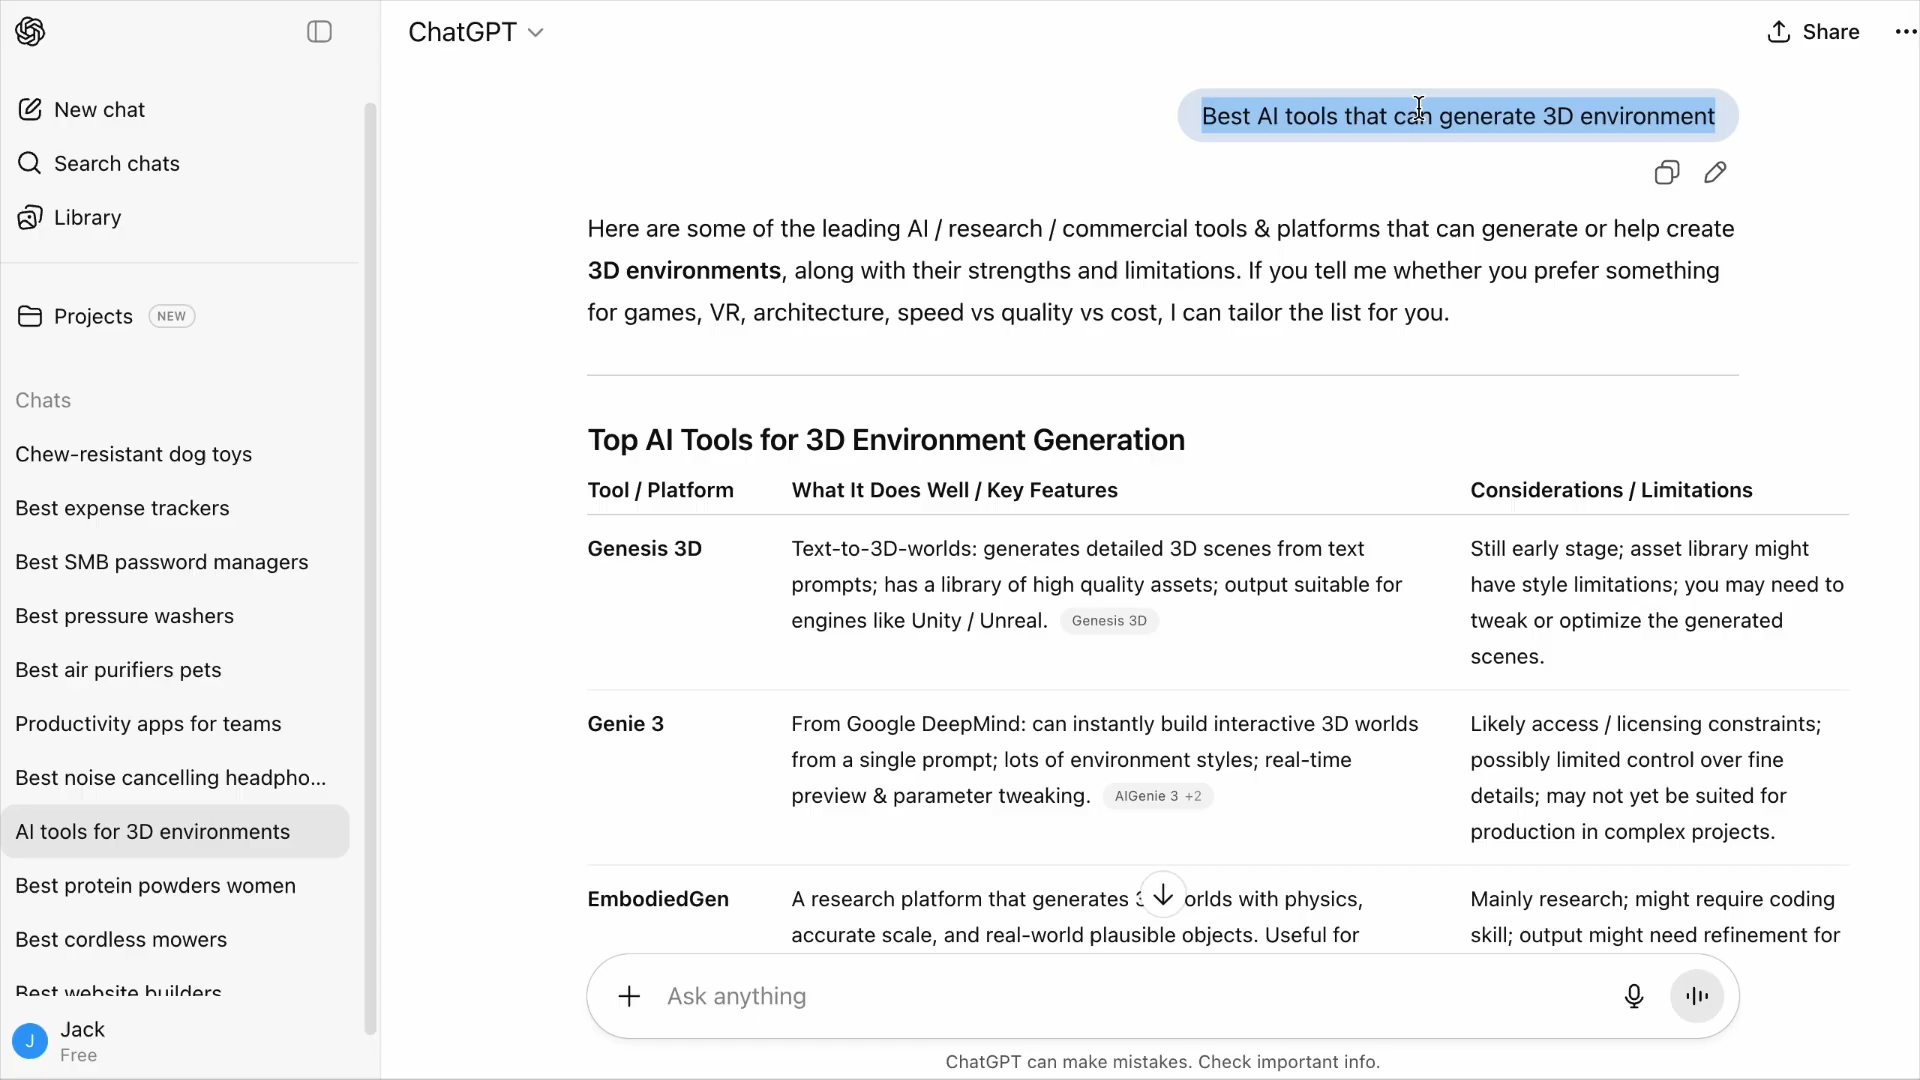 ChatGPT
Share
New chat
Search chats
Library
Projects NEW
Chats
Chew-resistant dog toys
Best expense trackers
Best SMB password managers
Best pressure washers
Best air purifiers pets
Productivity apps for teams
Best noise cancelling headpho...
AI tools for 3D environments
Best protein powders women
Best cordless mowers
Best website builders
J
Jack
Free
Best AI tools that can generate 3D environment
Here are some of the leading AI / research / commercial tools & platforms that can generate or help create
3D environments, along with their strengths and limitations. If you tell me whether you prefer something
for games, VR, architecture, speed vs quality vs cost, I can tailor the list for you.
Top AI Tools for 3D Environment Generation
Tool / Platform
What It Does Well / Key Features
Considerations / Limitations
Genesis 3D
Text-to-3D-worlds: generates detailed 3D scenes from text
prompts; has a library of high quality assets; output suitable for
engines like Unity / Unreal. Genesis 3D
Still early stage; asset library might
have style limitations; you may need to
tweak or optimize the generated
scenes.
Genie 3
From Google DeepMind: can instantly build interactive 3D worlds
from a single prompt; lots of environment styles; real-time
preview & parameter tweaking. AIGenie 3 +2
Likely access / licensing constraints;
possibly limited control over fine
details; may not yet be suited for
production in complex projects.
EmbodiedGen
A research platform that generates orlds with physics,
accurate scale, and real-world plausible objects. Useful for
Mainly research; might require coding
skill; output might need refinement for
Ask anything
ChatGPT can make mistakes. Check important info.